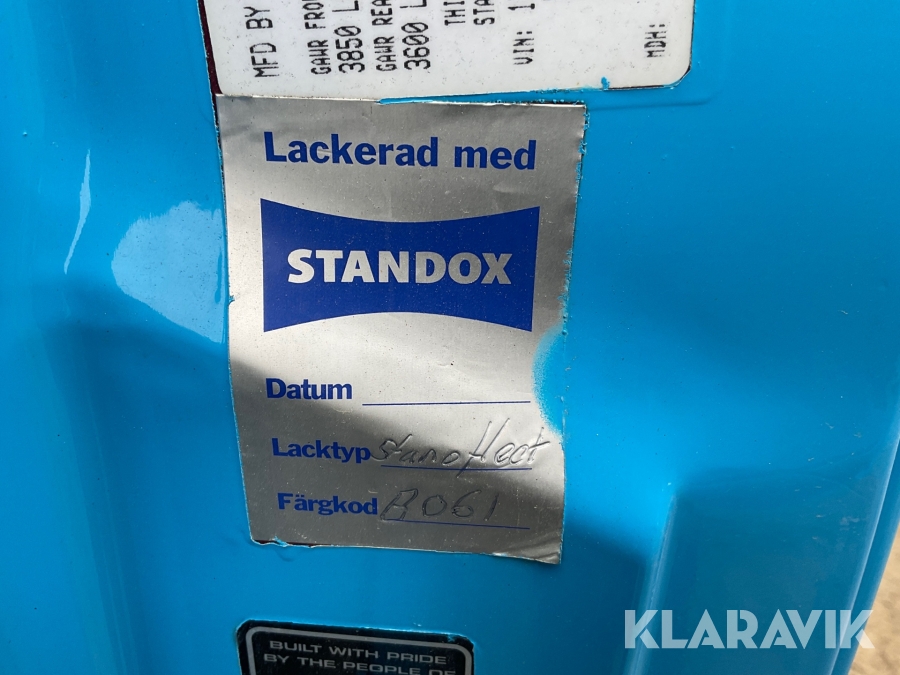 MFD BY
GAWR FRO
3850 L
GAWR REA
3600 L
THI
STA
VIN: 1
MDH:
Lackerad med
STANDOX
Datum
Lacktyp
Färgkod B061
BUILT WITH PRIDE
BY THE PEOPLE OF
KLARAVIK